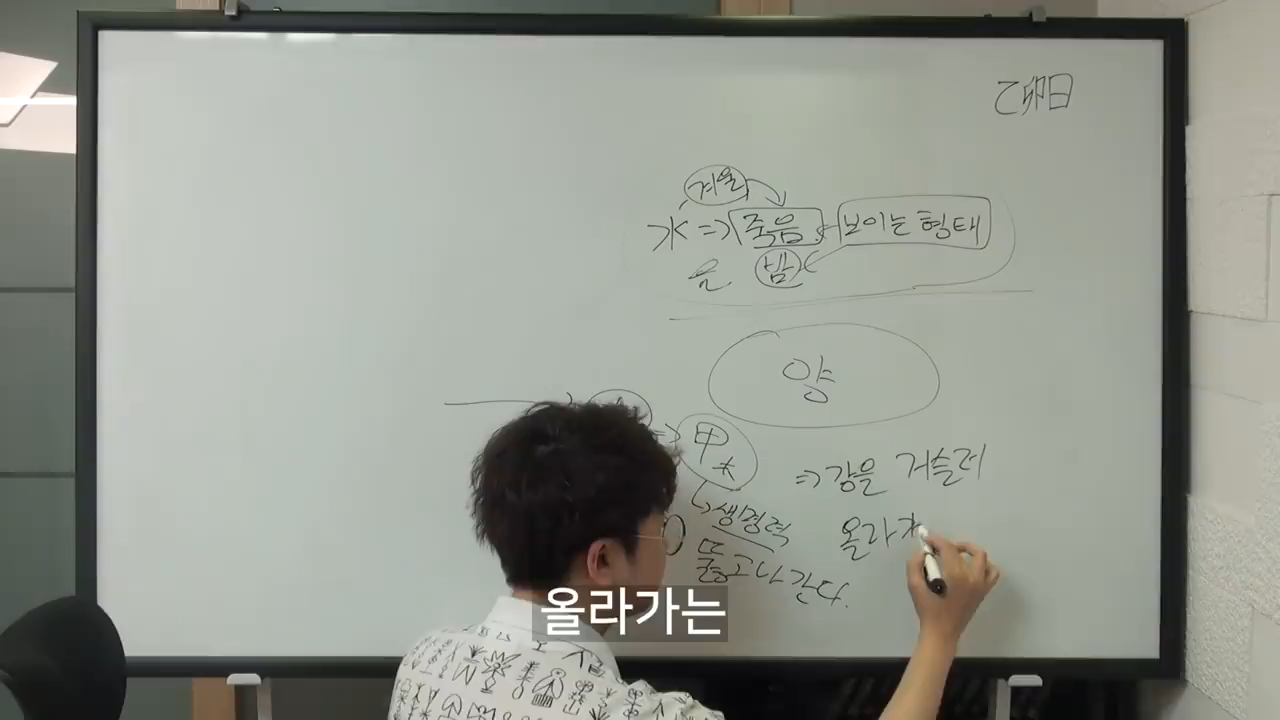 乙卯日
겨울
水 => 죽음 보이는 형태
은 밤
양
=> 甲
木
=> 강을 거슬러
생명력
올라가
뚫고나간다.
올라가는